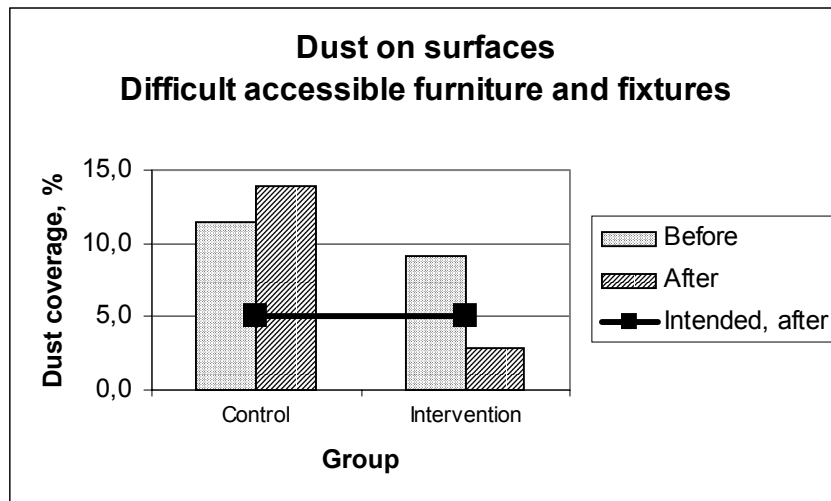 Dust on surfaces
Difficult accessible furniture and fixtures
Dust coverage, %
15,0
10,0
5,0
0,0
Control
Intervention
Group
Before
After
Intended, after